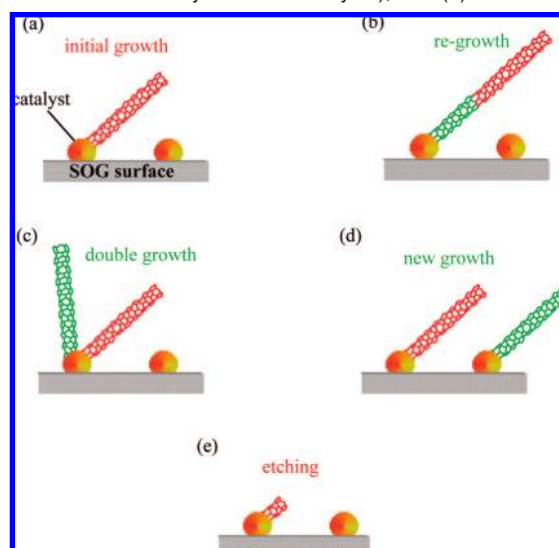 (a)
initial growth
catalyst
SOG surface
(b)
re-growth
(c)
double growth
(d)
new growth
(e)
etching